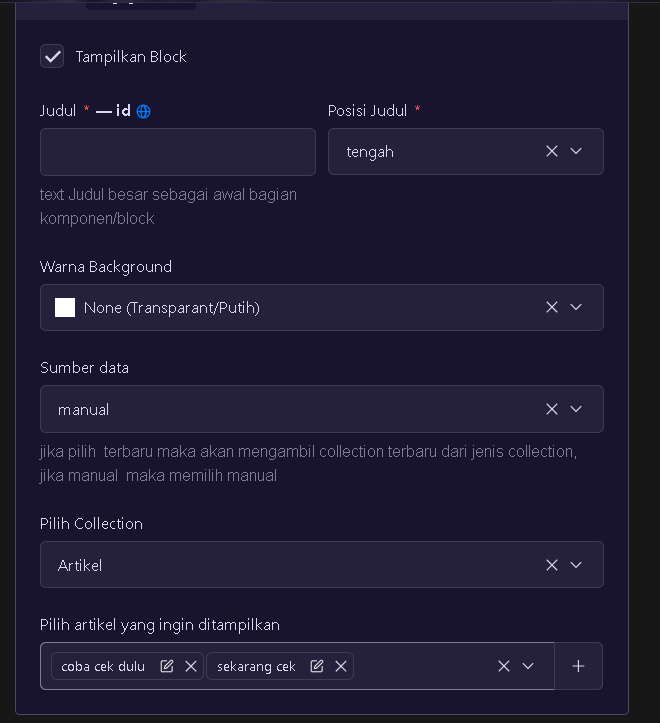 Tampilkan Block
Judul * — id
Posisi Judul *
tengah
text Judul besar sebagai awal bagian
komponen/block
Warna Background
None (Transparant/Putih)
Sumber data
manual
jika pilih terbaru maka akan mengambil collection terbaru dari jenis collection,
jika manual maka memilih manual
Pilih Collection
Artikel
Pilih artikel yang ingin ditampilkan
coba cek dulu
sekarang cek